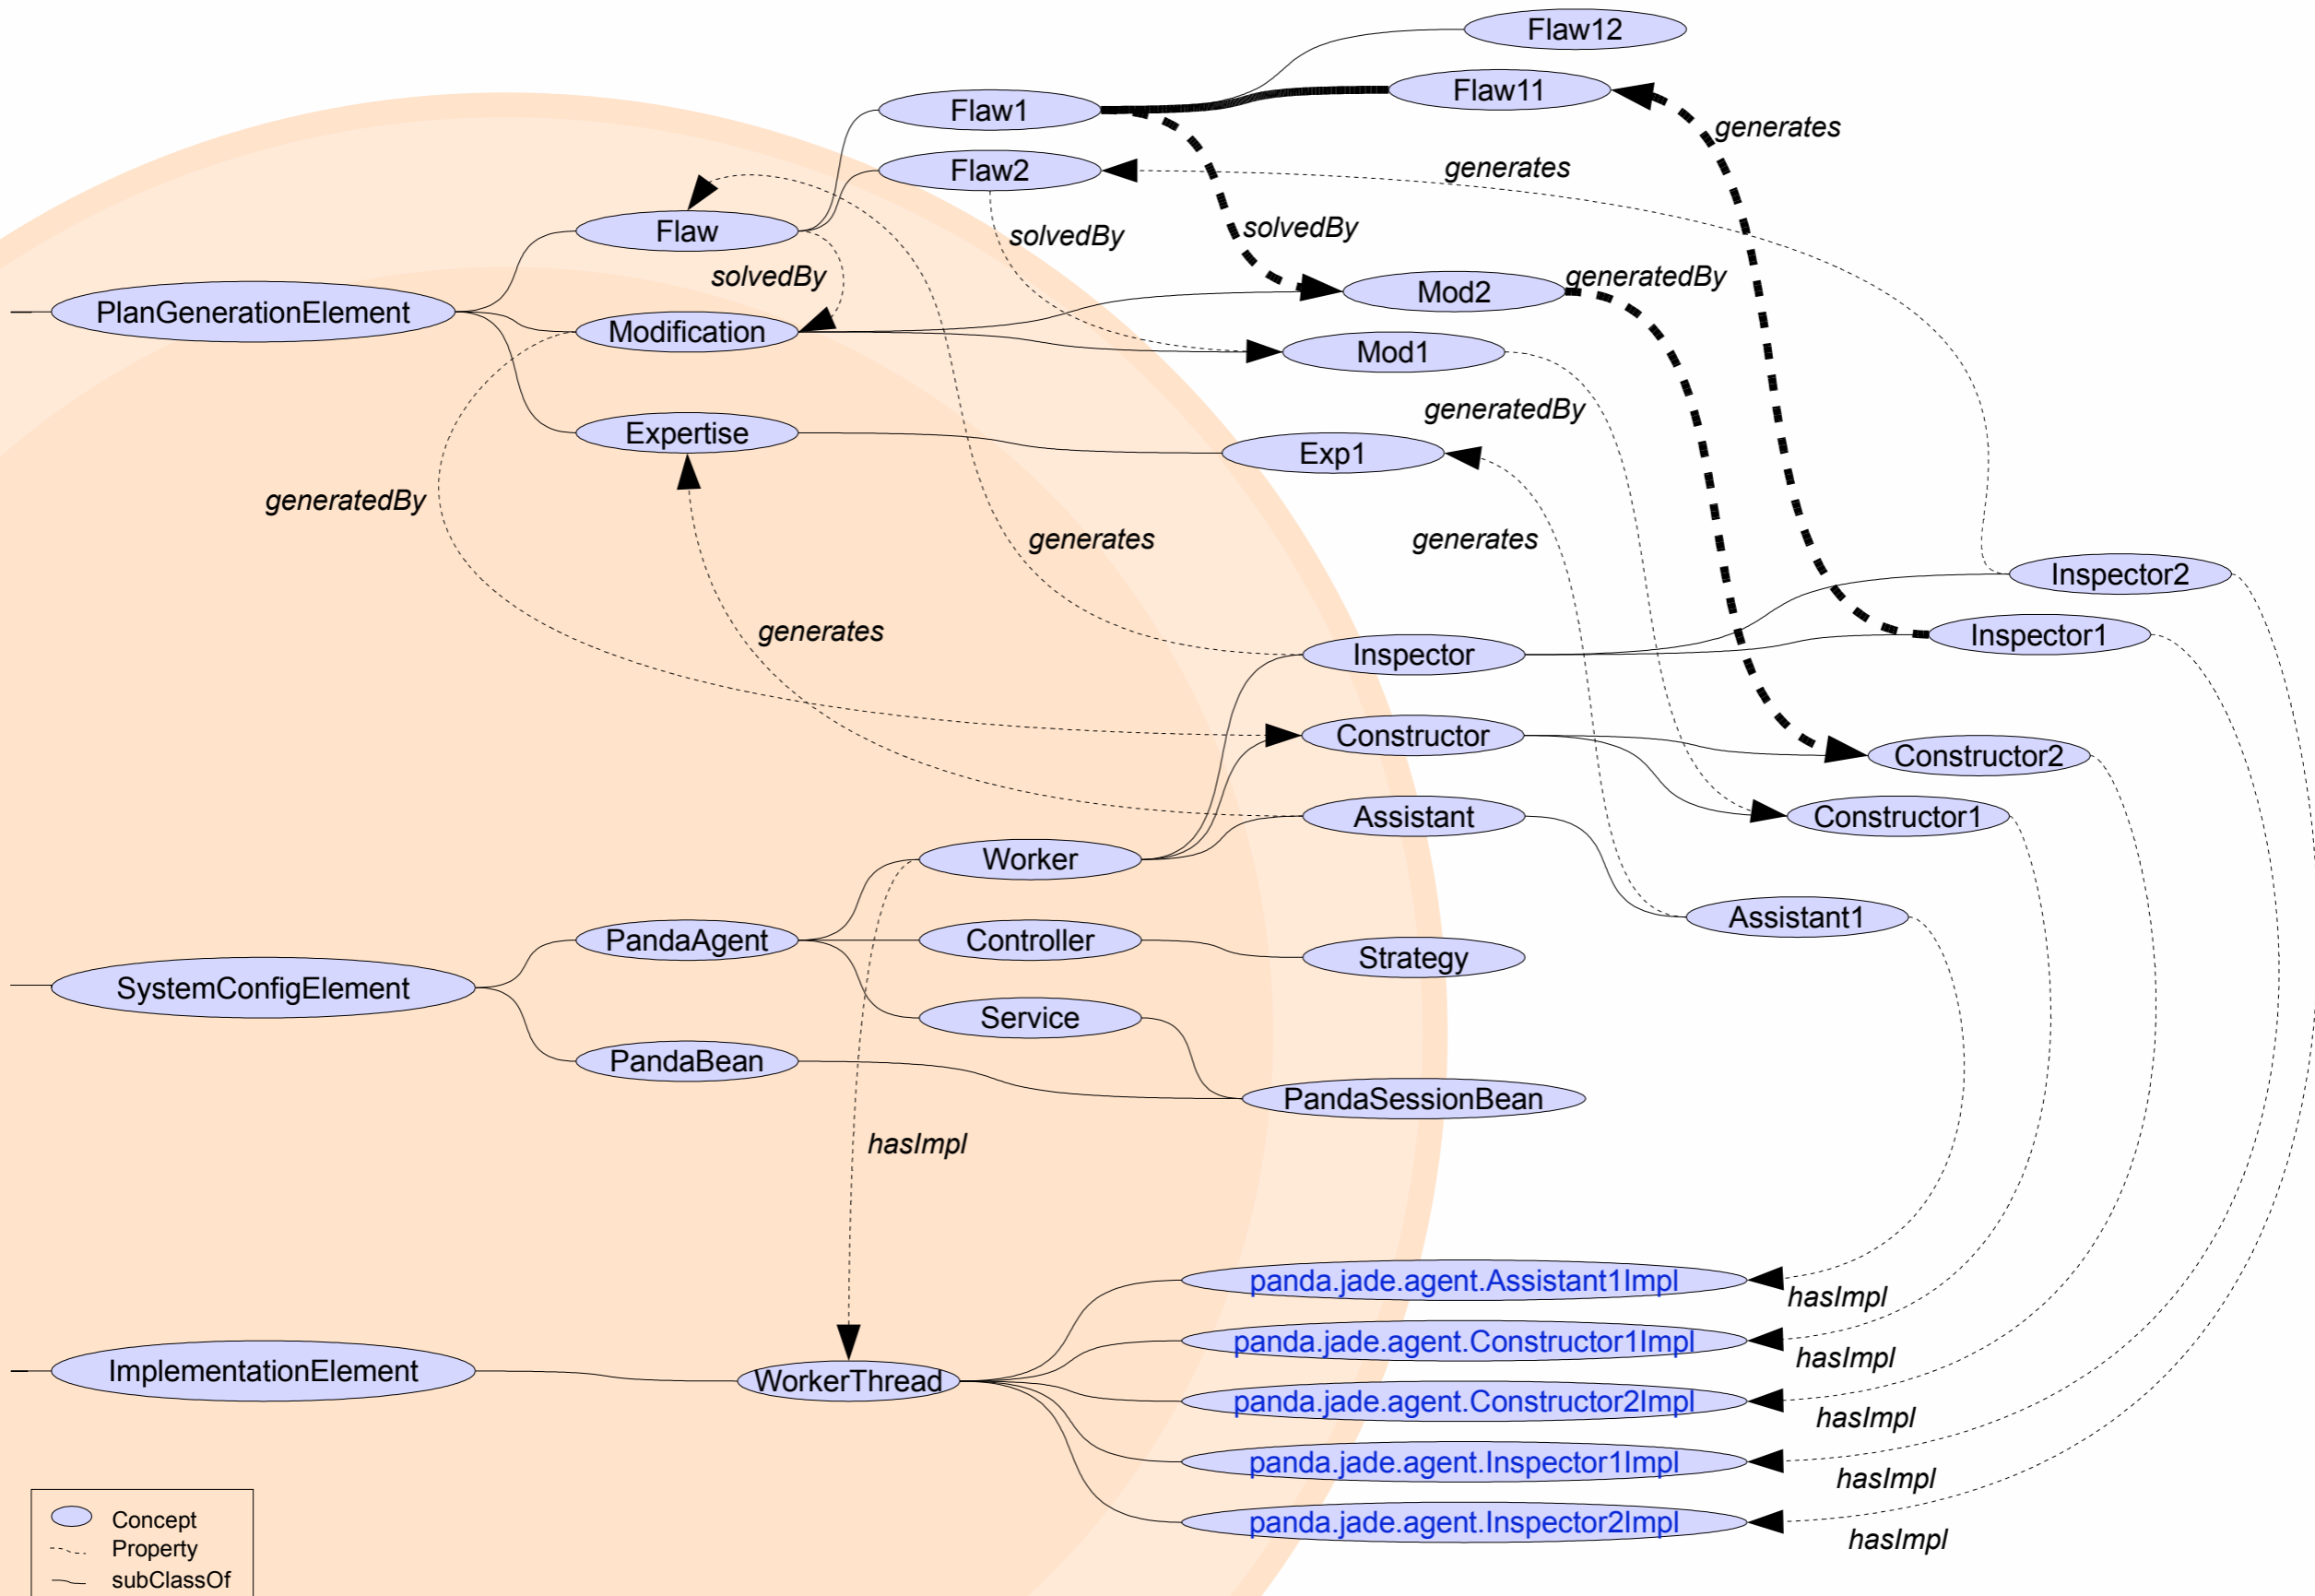 Flaw12
Flaw11
Flaw1
generates
Flaw2
generates
Flaw
solvedBy
solvedBy
solvedBy
generatedBy
Mod2
PlanGenerationElement
Modification
Mod1
generatedBy
Expertise
Exp1
generatedBy
generates
generates
Inspector2
generates
Inspector
Inspector1
Constructor
Constructor2
Assistant
Constructor1
Worker
Assistant1
PandaAgent
Controller
Strategy
SystemConfigElement
Service
PandaBean
PandaSessionBean
hasImpl
panda.jade.agent.Assistant1Impl
hasImpl
panda.jade.agent.Constructor1Impl
hasImpl
ImplementationElement
WorkerThread
panda.jade.agent.Constructor2Impl
hasImpl
panda.jade.agent.Inspector1Impl
hasImpl
panda.jade.agent.Inspector2Impl
hasImpl
Concept
Property
subClassOf